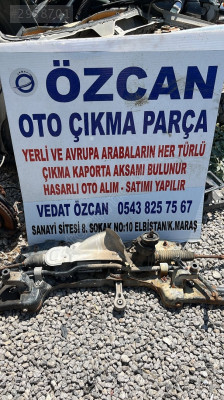 ÖZCAN
OTO ÇIKMA PARÇA
YERLİ VE AVRUPA ARABALARIN HER TÜRLÜ
ÇIKMA KAPORTA AKSAMI BULUNUR
HASARLI OTO ALIM - SATIMI YAPILIR
VEDAT ÖZCAN 0543 825 75 67
SANAYİ SİTESİ 8. SOKAK NO:10 ELBİSTAN/K.MARAŞ